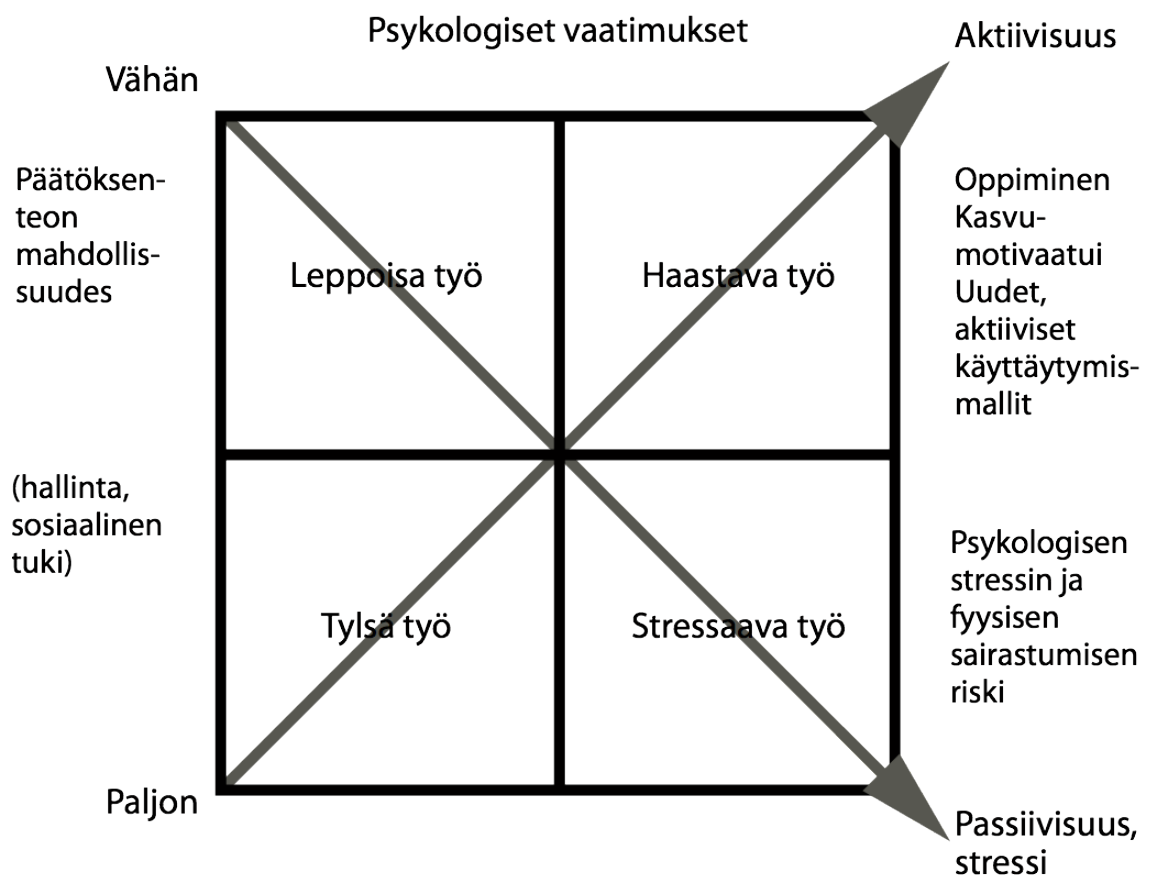 Psykologiset vaatimukset
Aktiivisuus
Vähän
Päätöksen-
teon
mahdollis-
suudes
Oppiminen
Kasvu-
motivaatui
Uudet,
aktiiviset
käyttäytymis-
mallit
Leppoisa työ
Haastava työ
(hallinta,
sosiaalinen
tuki)
Psykologisen
stressin ja
fyysisen
sairastumisen
riski
Tylsä työ
Stressaava työ
Paljon
Passiivisuus,
stressi